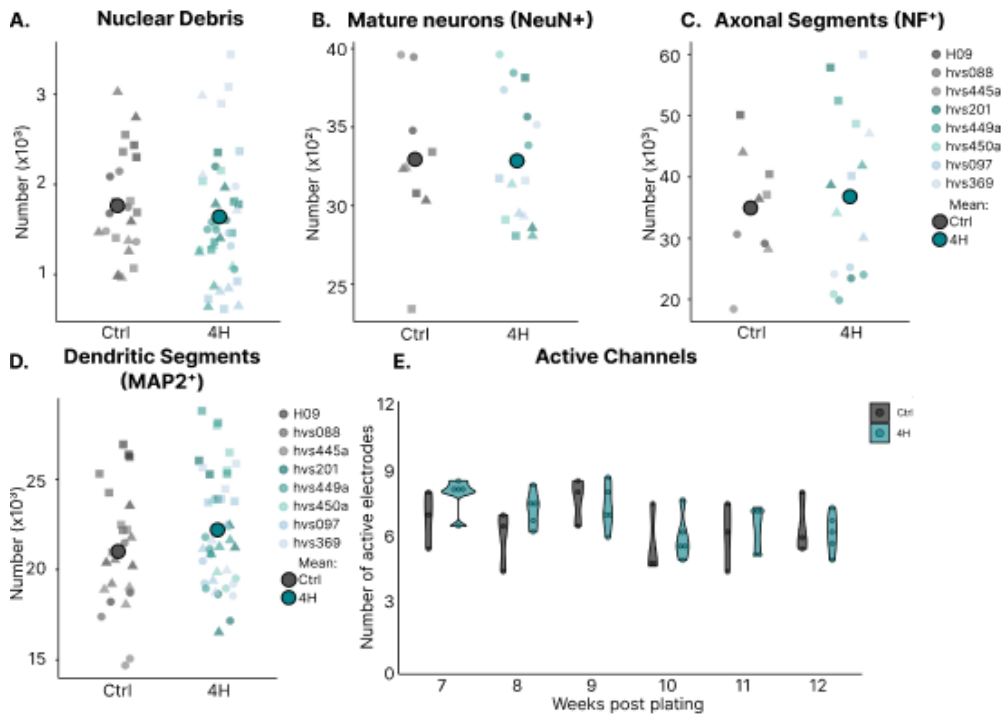 A.
Nuclear Debris
Number (x10³)
3
2
1
Ctrl
4H
B.
Mature neurons (NeuN+)
Number (x10²)
40
35
30
25
Ctrl
4H
C.
Axonal Segments (NF⁺)
Number (x10³)
60
50
40
30
20
Ctrl
4H
H09
hvs088
hvs445a
hvs201
hvs449a
hvs450a
hvs097
hvs369
Mean:
Ctrl
4H
D.
Dendritic Segments
(MAP2⁺)
Number (x10³)
25
20
15
Ctrl
4H
H09
hvs088
hvs445a
hvs201
hvs449a
hvs450a
hvs097
hvs369
Mean:
Ctrl
4H
E.
Active Channels
Number of active electrodes
12
9
6
3
0
7
8
9
10
11
12
Weeks post plating
Ctrl
4H